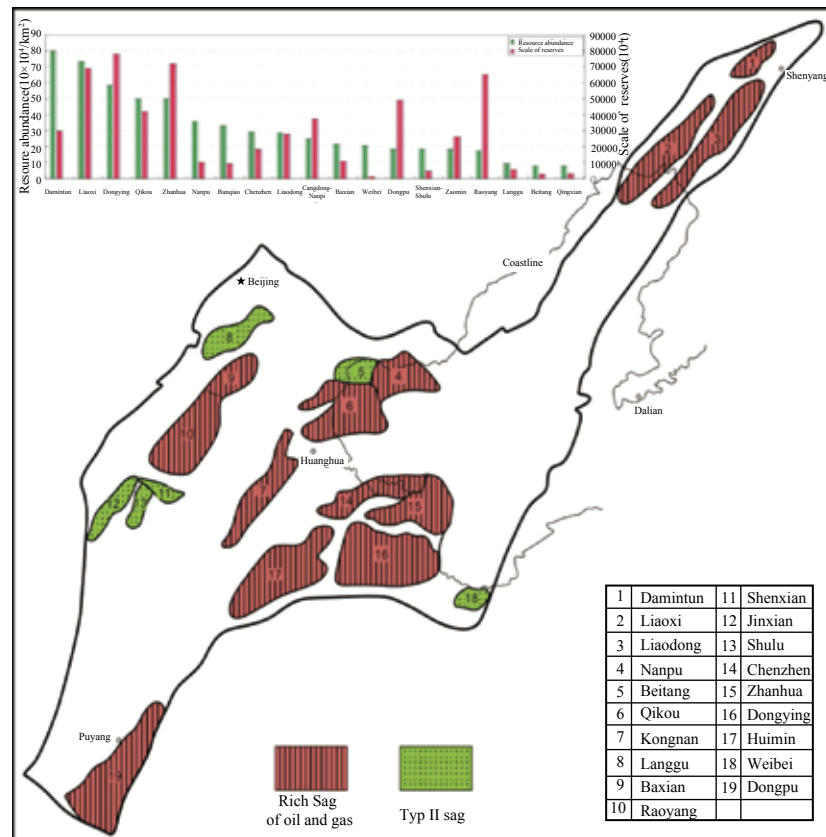 90
80
70
60
50
40
30
20
10
0
Resoure abundance(10×10⁴/km²)
Resource abundance
Scale of reserves
90000
80000
70000
60000
50000
40000
30000
20000
10000
0
Scale of reserves(10⁴t)
Damintun Liaoxi Dongying Qikou Zhanhua Nanpu Banqiao Chenzhen Liaodong Cangdong-Nanpi Baxian Weibei Dongpu Shenxian-Shulu Zaomin Raoyang Langgu Beitang Qingxian
1
Shenyang
2
3
Coastline
★ Beijing
8
5
4
9
6
Dalian
10
Huanghua
7
11
12
13
14
15
16
17
18
Puyang
19
Rich Sag
of oil and gas
Typ II sag
1 Damintun 11 Shenxian
2 Liaoxi 12 Jinxian
3 Liaodong 13 Shulu
4 Nanpu 14 Chenzhen
5 Beitang 15 Zhanhua
6 Qikou 16 Dongying
7 Kongnan 17 Huimin
8 Langgu 18 Weibei
9 Baxian 19 Dongpu
10 Raoyang